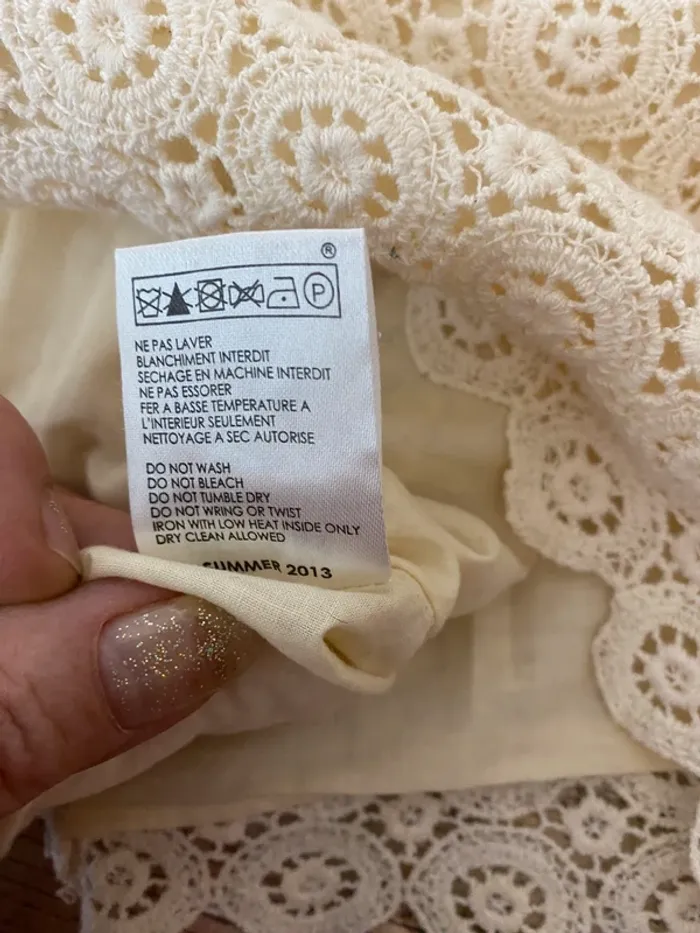 ®
P
NE PAS LAVER
BLANCHIMENT INTERDIT
SECHAGE EN MACHINE INTERDIT
NE PAS ESSORER
FER A BASSE TEMPERATURE A
L'INTERIEUR SEULEMENT
NETTOYAGE A SEC AUTORISE
DO NOT WASH
DO NOT BLEACH
DO NOT TUMBLE DRY
DO NOT WRING OR TWIST
IRON WITH LOW HEAT INSIDE ONLY
DRY CLEAN ALLOWED
SUMMER 2013